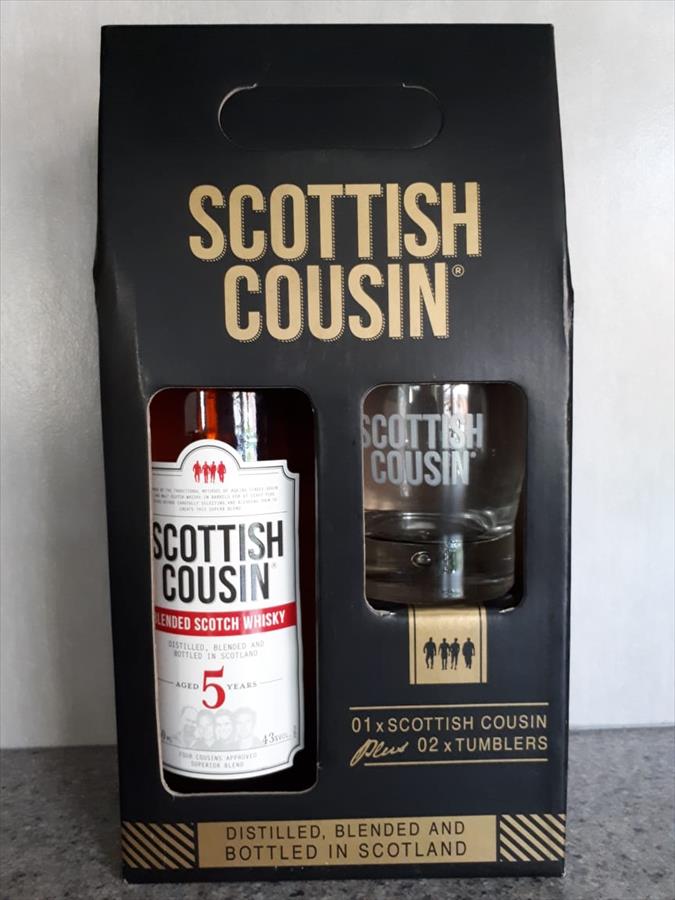 SCOTTISH
COUSIN®
SCOTTISH
COUSIN®
BLENDED SCOTCH WHISKY
DISTILLED, BLENDED AND
BOTTLED IN SCOTLAND
AGED 5 YEARS
43%VOL
FOUR COUSINS APPROVED
SUPERIOR BLEND
SCOTTISH
COUSIN®
01 x SCOTTISH COUSIN
Plus 02 x TUMBLERS
DISTILLED, BLENDED AND
BOTTLED IN SCOTLAND